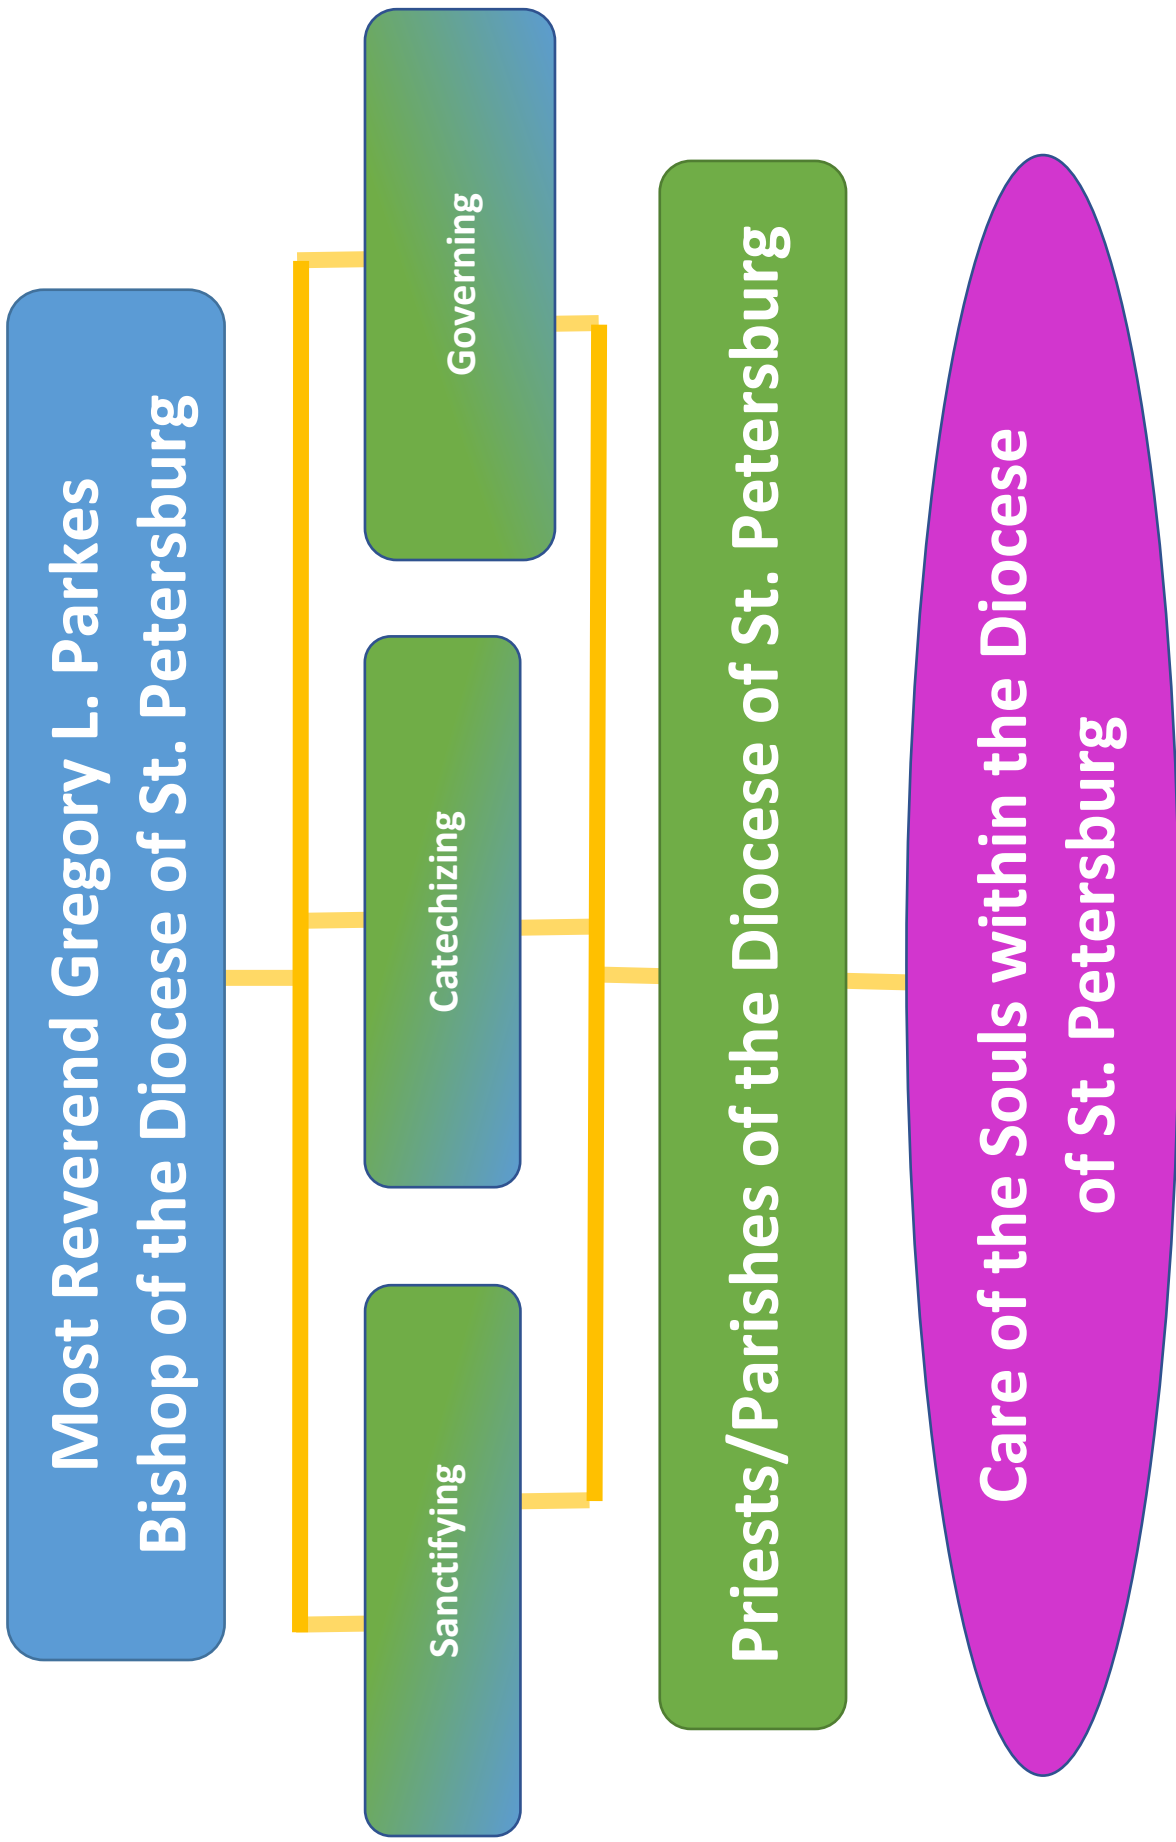 Most Reverend Gregory L. Parkes
Bishop of the Diocese of St. Petersburg
Sanctifying
Catechizing
Governing
Priests/Parishes of the Diocese of St. Petersburg
Care of the Souls within the Diocese
of St. Petersburg